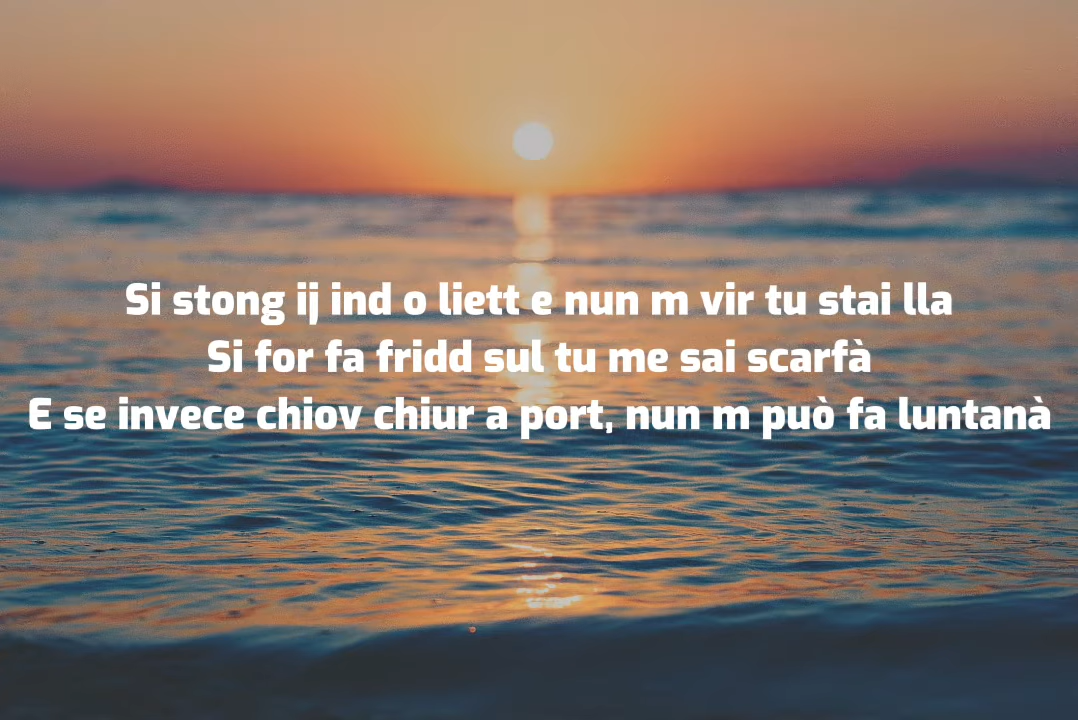 Si stong ij ind o liett e nun m vir tu stai lla
Si for fa fridd sul tu me sai scarfà
E se invece chiov chiur a port, nun m può fa luntanà